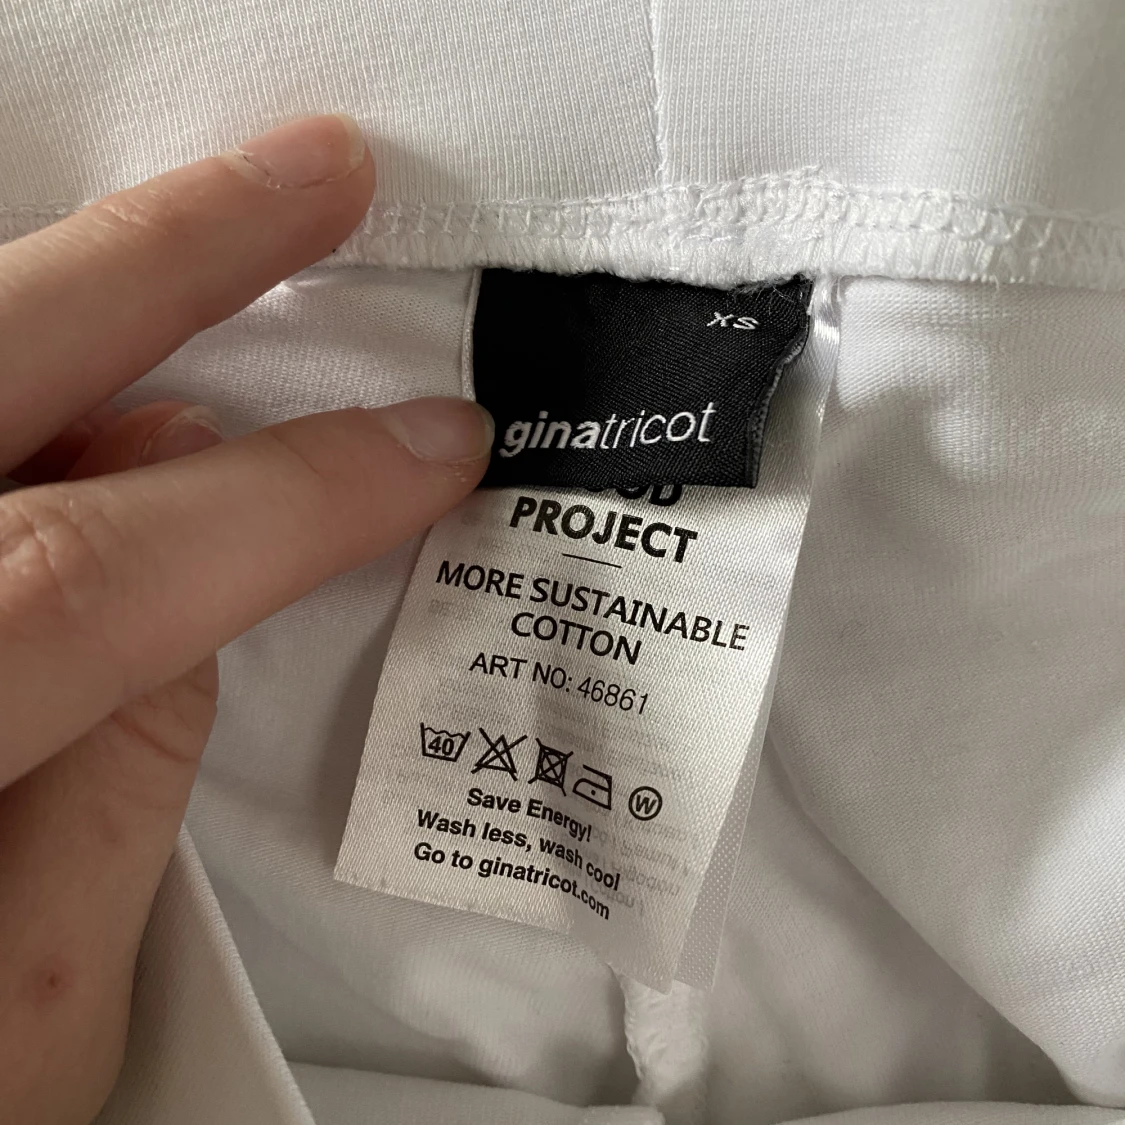 XS
ginatricot
PROJECT
MORE SUSTAINABLE
COTTON
ART NO: 46861
40
W
Save Energy!
Wash less, wash cool
Go to ginatricot.com